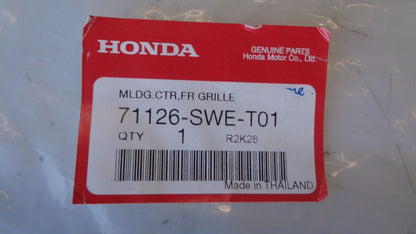 HONDA
GENUINE PARTS
Honda Motor Co., Ltd.
MLDG.CTR,FR GRILLE
71126-SWE-T01
QTY 1 R2K28
Made in THAILAND